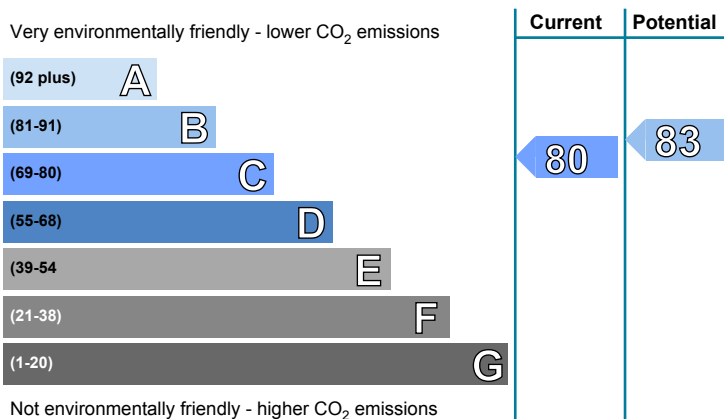 Current Potential
Very environmentally friendly - lower CO2 emissions
(92 plus) A
(81-91) B
83
(69-80) C
80
(55-68) D
(39-54 E
(21-38) F
(1-20) G
Not environmentally friendly - higher CO2 emissions